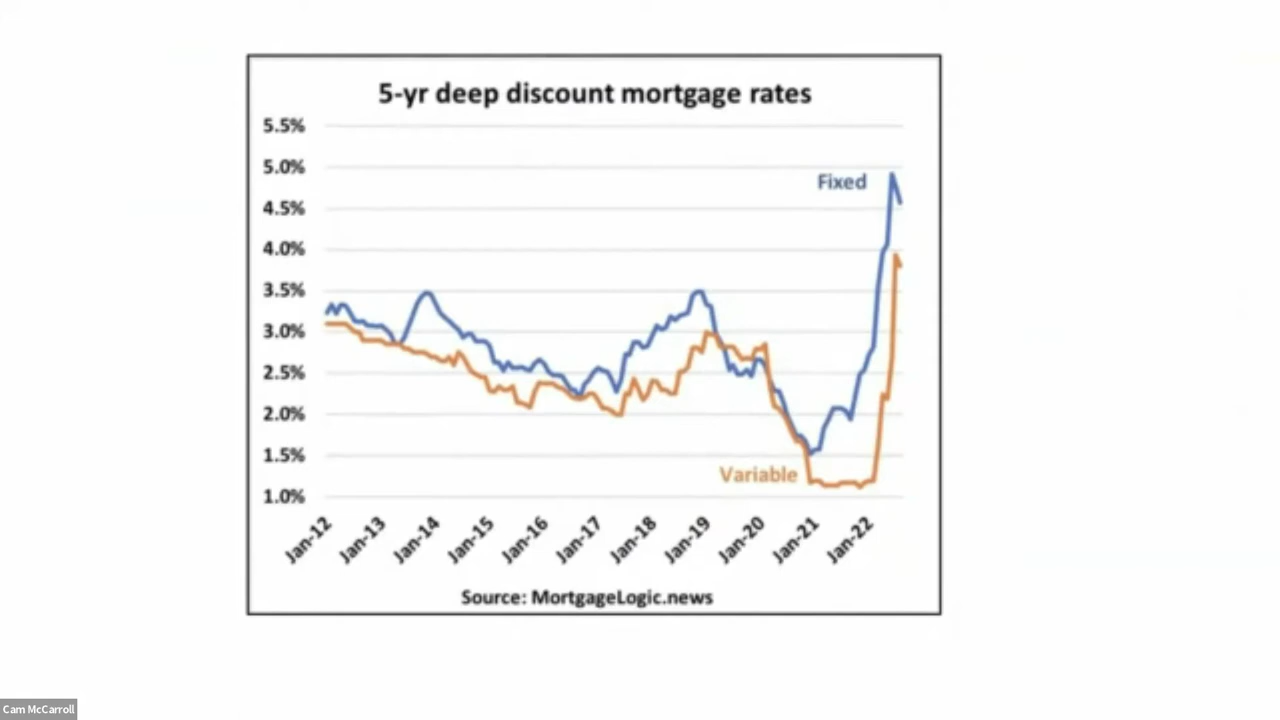 5-yr deep discount mortgage rates
5.5%
5.0%
4.5%
4.0%
3.5%
3.0%
2.5%
2.0%
1.5%
1.0%
Fixed
Variable
Jan-12
Jan-13
Jan-14
Jan-15
Jan-16
Jan-17
Jan-18
Jan-19
Jan-20
Jan-21
Jan-22
Source: MortgageLogic.news
Cam McCarroll